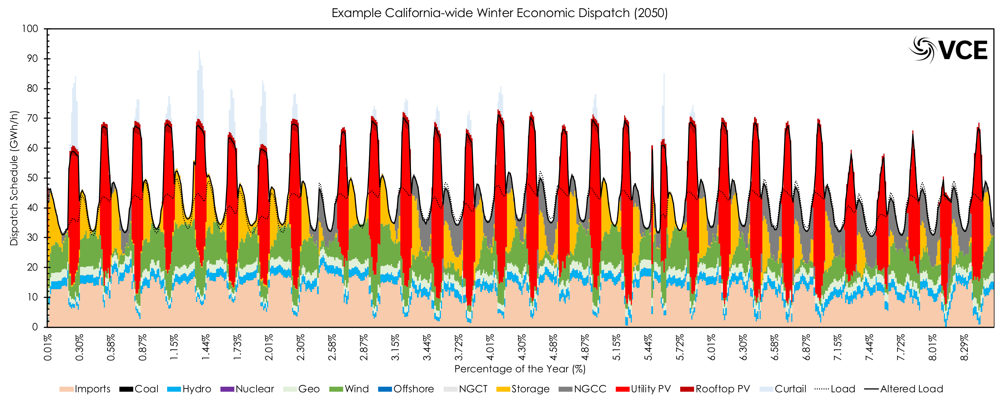 Example California-wide Winter Economic Dispatch (2050)
VCE
Dispatch Schedule (GWh/h)
100
90
80
70
60
50
40
30
20
10
0
0.01% 0.30% 0.58% 0.87% 1.15% 1.44% 1.73% 2.01% 2.30% 2.58% 2.87% 3.15% 3.44% 3.72% 4.01% 4.30% 4.58% 4.87% 5.15% 5.44% 5.72% 6.01% 6.30% 6.58% 6.87% 7.15% 7.44% 7.72% 8.01% 8.29%
Percentage of the Year (%)
Imports Coal Hydro Nuclear Geo Wind Offshore NGCT Storage NGCC Utility PV Rooftop PV Curtail Load Altered Load